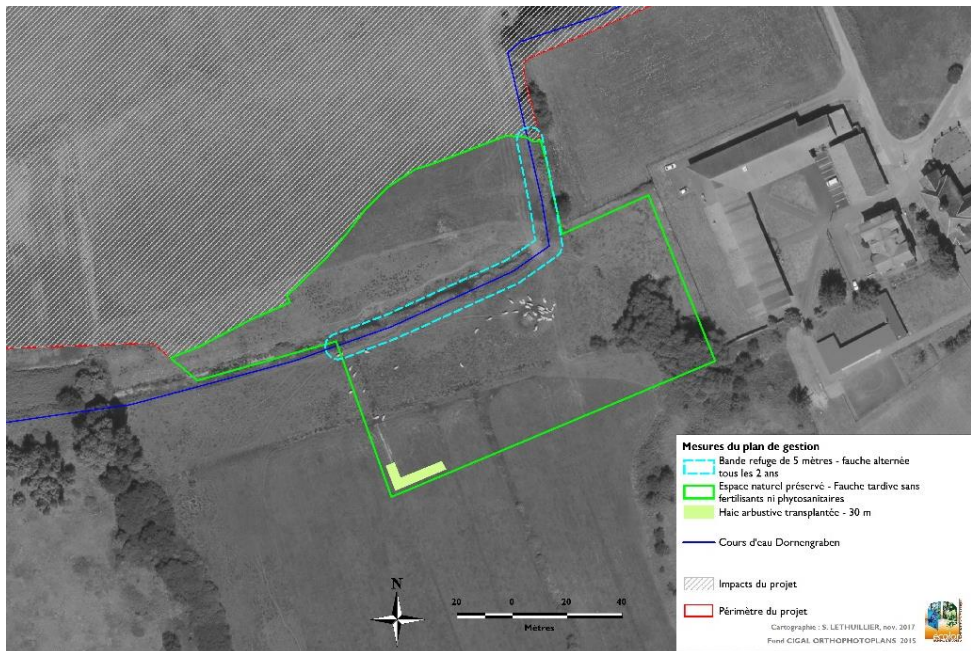 Mesures du plan de gestion
Bande refuge de 5 mètres - fauche alternée
tous les 2 ans
Espace naturel préservé - Fauche tardive sans
fertilisants ni phytosanitaires
Haie arbustive transplantée - 30 m
Cours d'eau Dornengraben
Impacts du projet
Périmètre du projet
N
20 0 20 40
Mètres
Cartographie : S. LETHUILLIER, nov. 2017
Fond CIGAL ORTHOPHOTOPLANS 2015